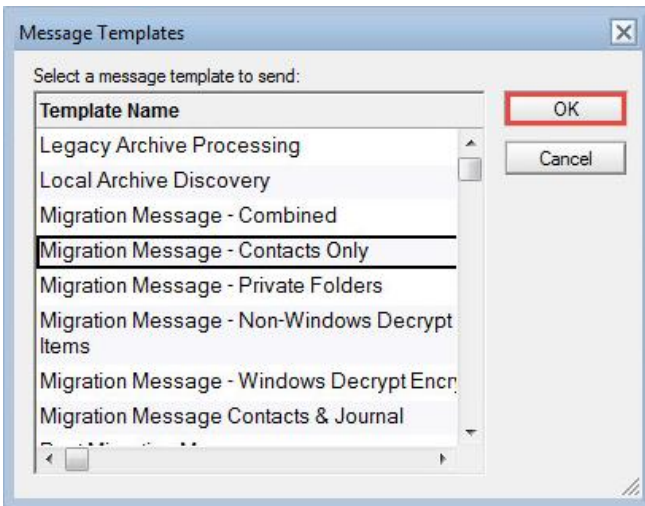 Message Templates
Select a message template to send:
Template Name
OK
Legacy Archive Processing
Cancel
Local Archive Discovery
Migration Message - Combined
Migration Message - Contacts Only
Migration Message - Private Folders
Migration Message - Non-Windows Decrypt
Items
Migration Message - Windows Decrypt Encry
Migration Message Contacts & Journal